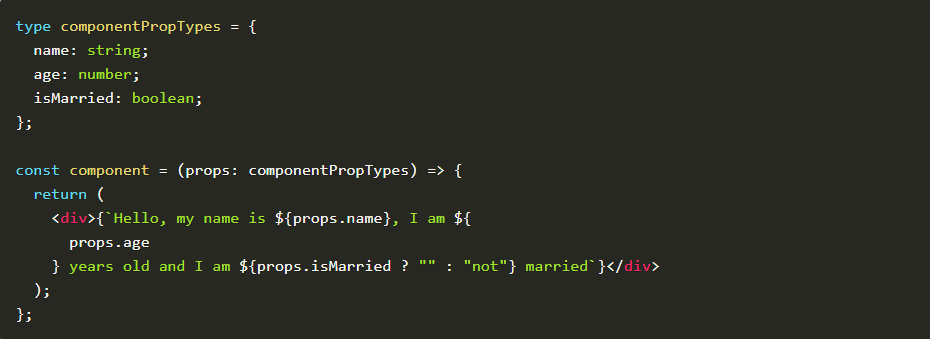 type componentPropTypes = {
  name: string;
  age: number;
  isMarried: boolean;
};

const component = (props: componentPropTypes) => {
  return (
    <div>{`Hello, my name is ${props.name}, I am ${
      props.age
    } years old and I am ${props.isMarried ? "" : "not"} married`}</div>
  );
};